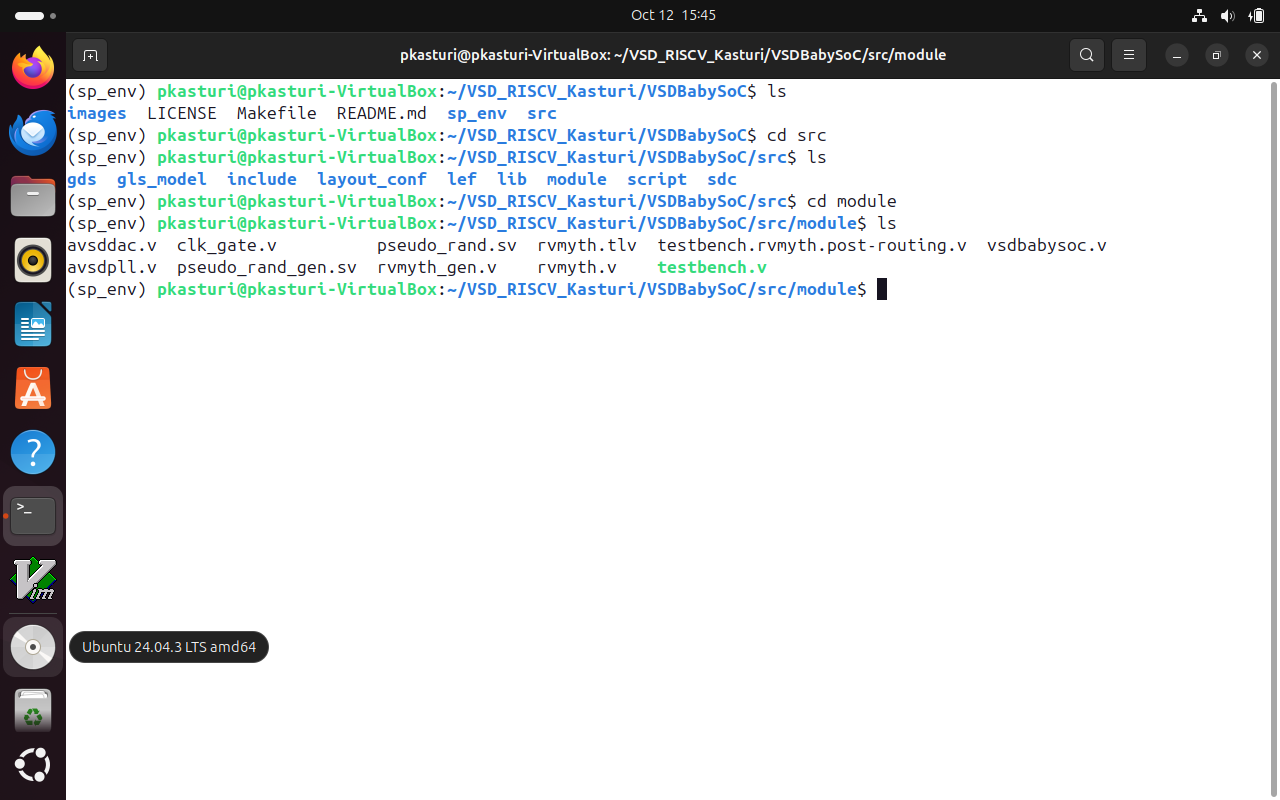 Oct 12 15:45
pkasturi@pkasturi-VirtualBox: ~/VSD_RISCV_Kasturi/VSDBabySoC/src/module
(sp_env) pkasturi@pkasturi-VirtualBox:~/VSD_RISCV_Kasturi/VSDBabySoC$ ls
images  LICENSE  Makefile  README.md  sp_env  src
(sp_env) pkasturi@pkasturi-VirtualBox:~/VSD_RISCV_Kasturi/VSDBabySoC$ cd src
(sp_env) pkasturi@pkasturi-VirtualBox:~/VSD_RISCV_Kasturi/VSDBabySoC/src$ ls
gds  gls_model  include  layout_conf  lef  lib  module  script  sdc
(sp_env) pkasturi@pkasturi-VirtualBox:~/VSD_RISCV_Kasturi/VSDBabySoC/src$ cd module
(sp_env) pkasturi@pkasturi-VirtualBox:~/VSD_RISCV_Kasturi/VSDBabySoC/src/module$ ls
avsddac.v  clk_gate.v          pseudo_rand.sv  rvmyth.tlv  testbench.rvmyth.post-routing.v  vsdbabysoc.v
avsdpll.v  pseudo_rand_gen.sv  rvmyth_gen.v    rvmyth.v    testbench.v
(sp_env) pkasturi@pkasturi-VirtualBox:~/VSD_RISCV_Kasturi/VSDBabySoC/src/module$
>_
Vim
Ubuntu 24.04.3 LTS amd64